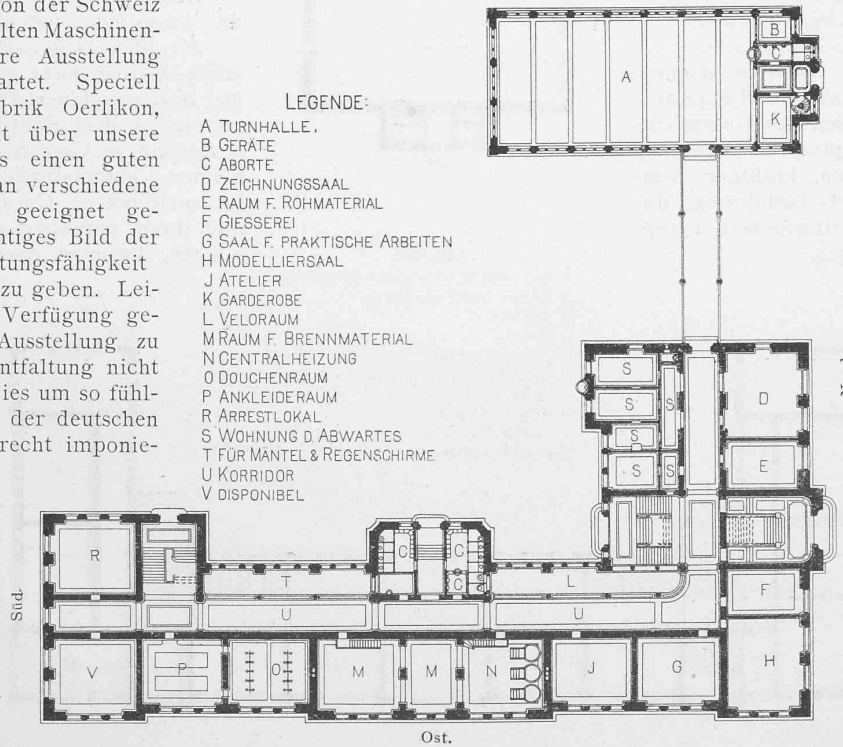 on der Schweiz
lten Maschinen-
re Ausstellung
artet. Speciell
brik Oerlikon,
t über unsere
s einen guten
an verschiedene
geeignet ge-
ntiges Bild der
tungsfähigkeit
zu geben. Lei-
Verfügung ge-
Ausstellung zu
ntfaltung nicht
ies um so fühl-
der deutschen
recht imponie-
LEGENDE:
A TURNHALLE.
B GERÄTE
C ABORTE
D ZEICHNUNGSSAAL
E RAUM F. ROHMATERIAL
F GIESSEREI
G SAAL F. PRAKTISCHE ARBEITEN
H MODELLIERSAAL
J ATELIER
K GARDEROBE
L VELORAUM
M RAUM F. BRENNMATERIAL
N CENTRALHEIZUNG
O DOUCHENRAUM
P ANKLEIDERAUM
R ARRESTLOKAL
S WOHNUNG D. ABWARTES
T FÜR MÄNTEL & REGENSCHIRME
U KORRIDOR
V DISPONIBEL
A
B
C
K
S
S
S
S
S
S
D
E
R
T
C
C
C
L
F
U
U
V
P
O
M
M
N
J
G
H
Süd.
Ost.